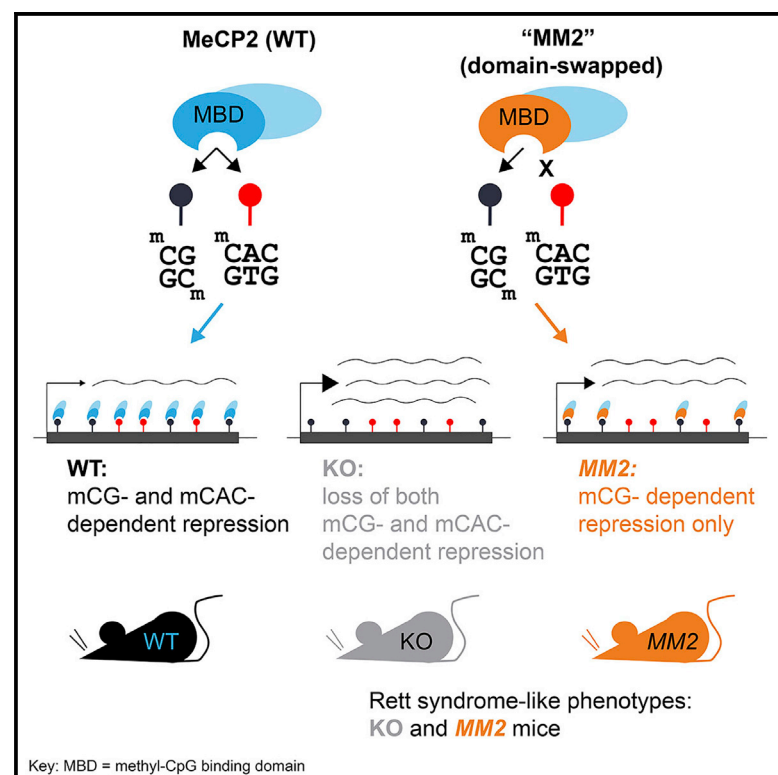 MeCP2 (WT)
MBD
mCG
GCm
mCAC
GTG
“MM2”
(domain-swapped)
MBD
X
mCG
GCm
mCAC
GTG
WT:
mCG- and mCAC-
dependent repression
KO:
loss of both
mCG- and mCAC-
dependent repression
MM2:
mCG- dependent
repression only
WT
KO
MM2
Rett syndrome-like phenotypes:
KO and MM2 mice
Key: MBD = methyl-CpG binding domain